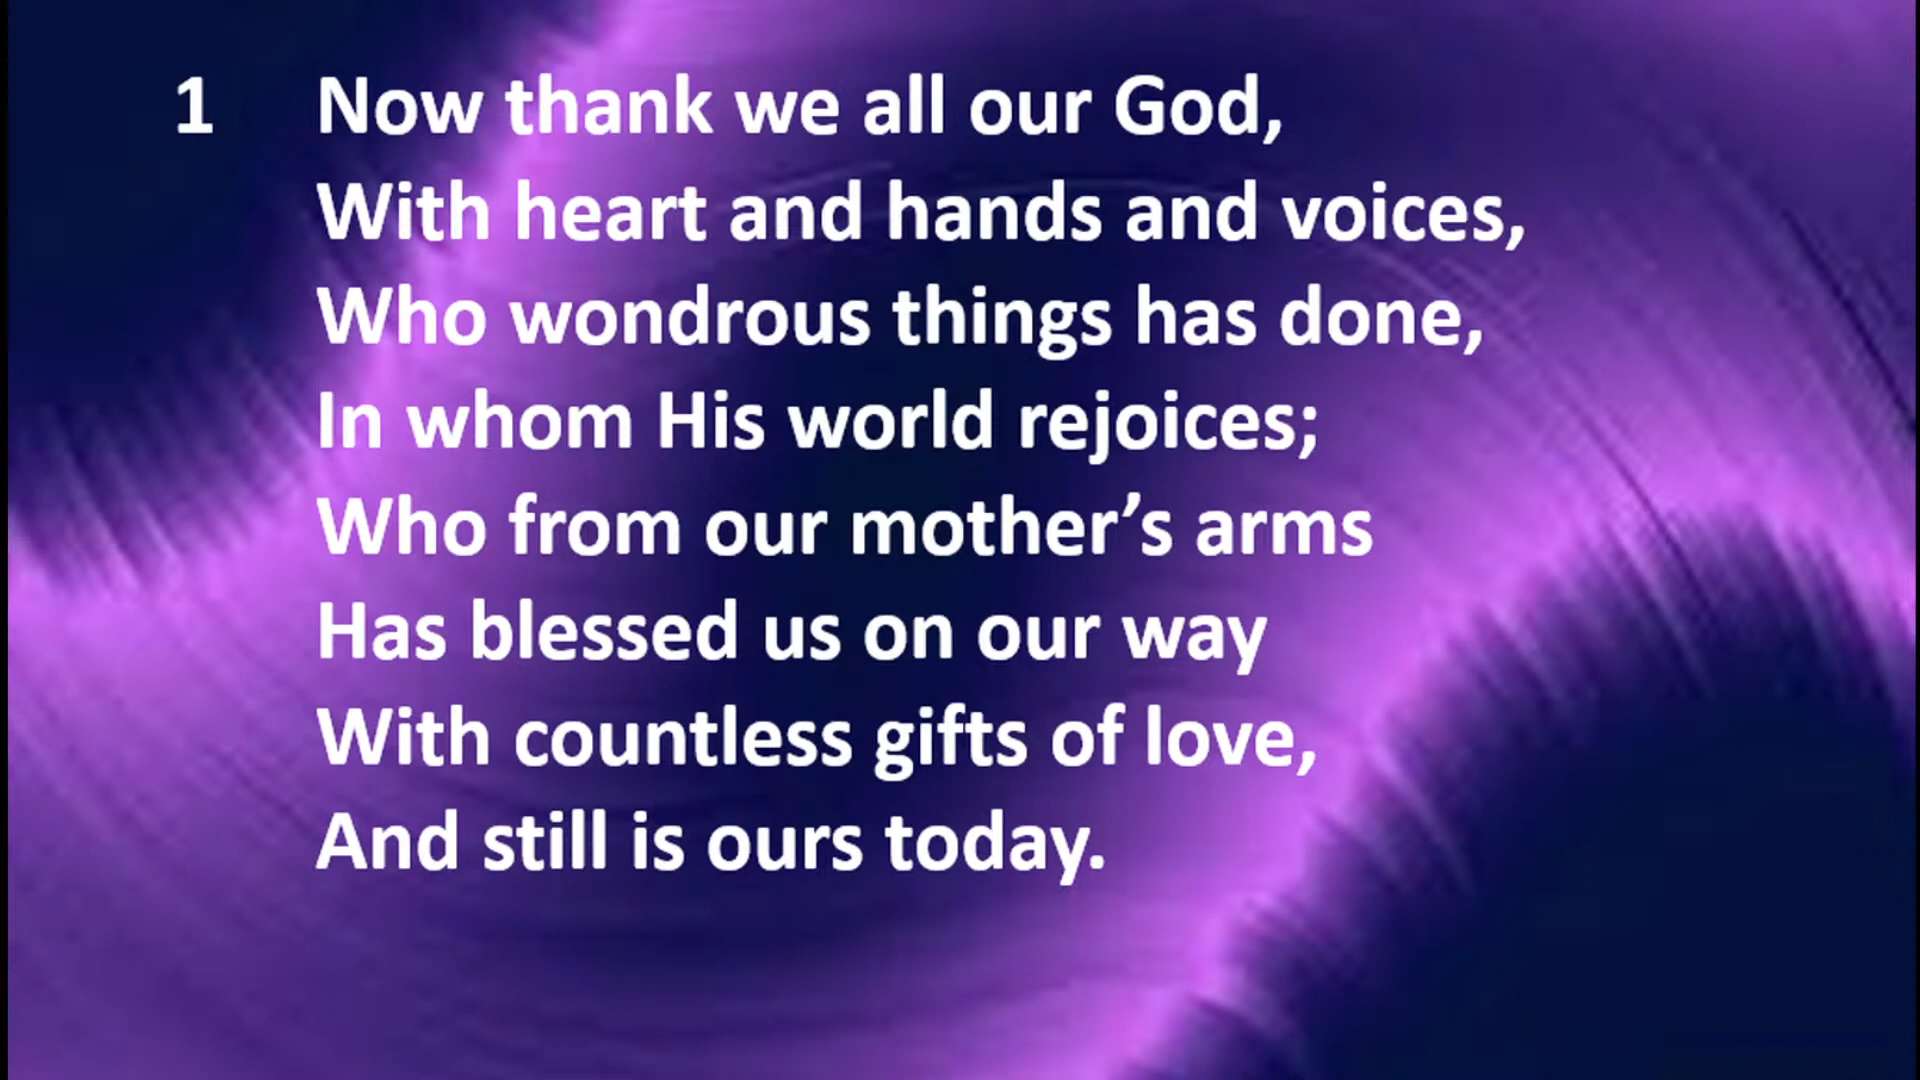 1 Now thank we all our God,
With heart and hands and voices,
Who wondrous things has done,
In whom His world rejoices;
Who from our mother’s arms
Has blessed us on our way
With countless gifts of love,
And still is ours today.